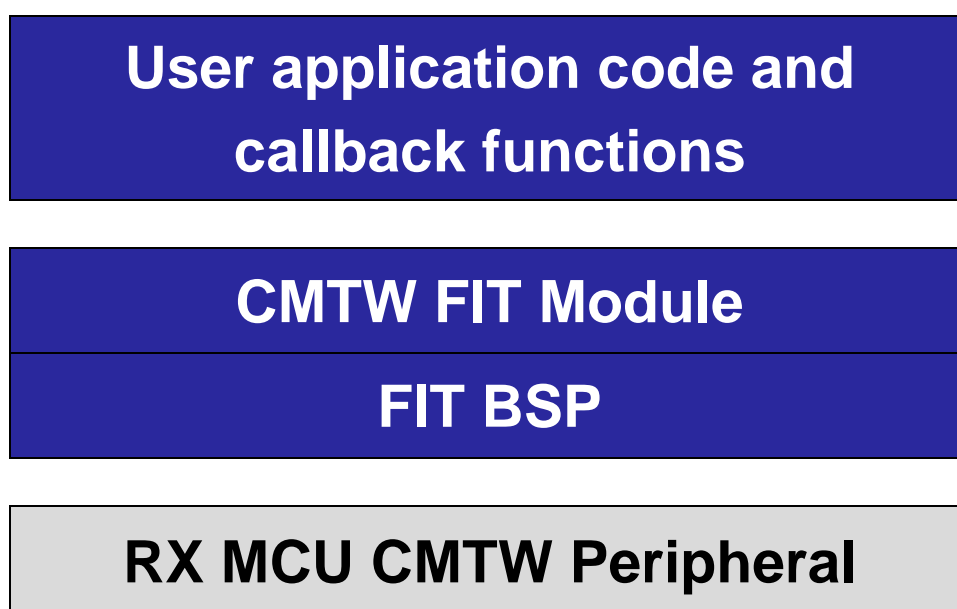 User application code and
callback functions
CMTW FIT Module
FIT BSP
RX MCU CMTW Peripheral